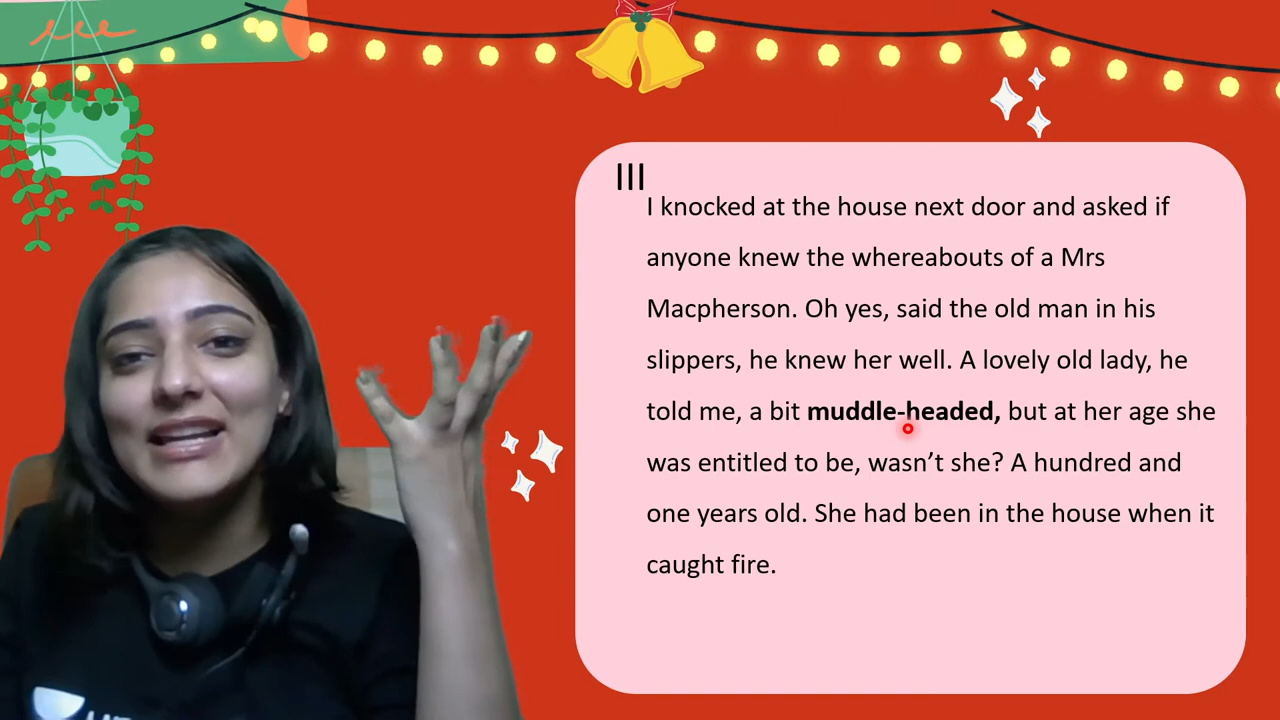 III
I knocked at the house next door and asked if
anyone knew the whereabouts of a Mrs
Macpherson. Oh yes, said the old man in his
slippers, he knew her well. A lovely old lady, he
told me, a bit muddle-headed, but at her age she
was entitled to be, wasn’t she? A hundred and
one years old. She had been in the house when it
caught fire.